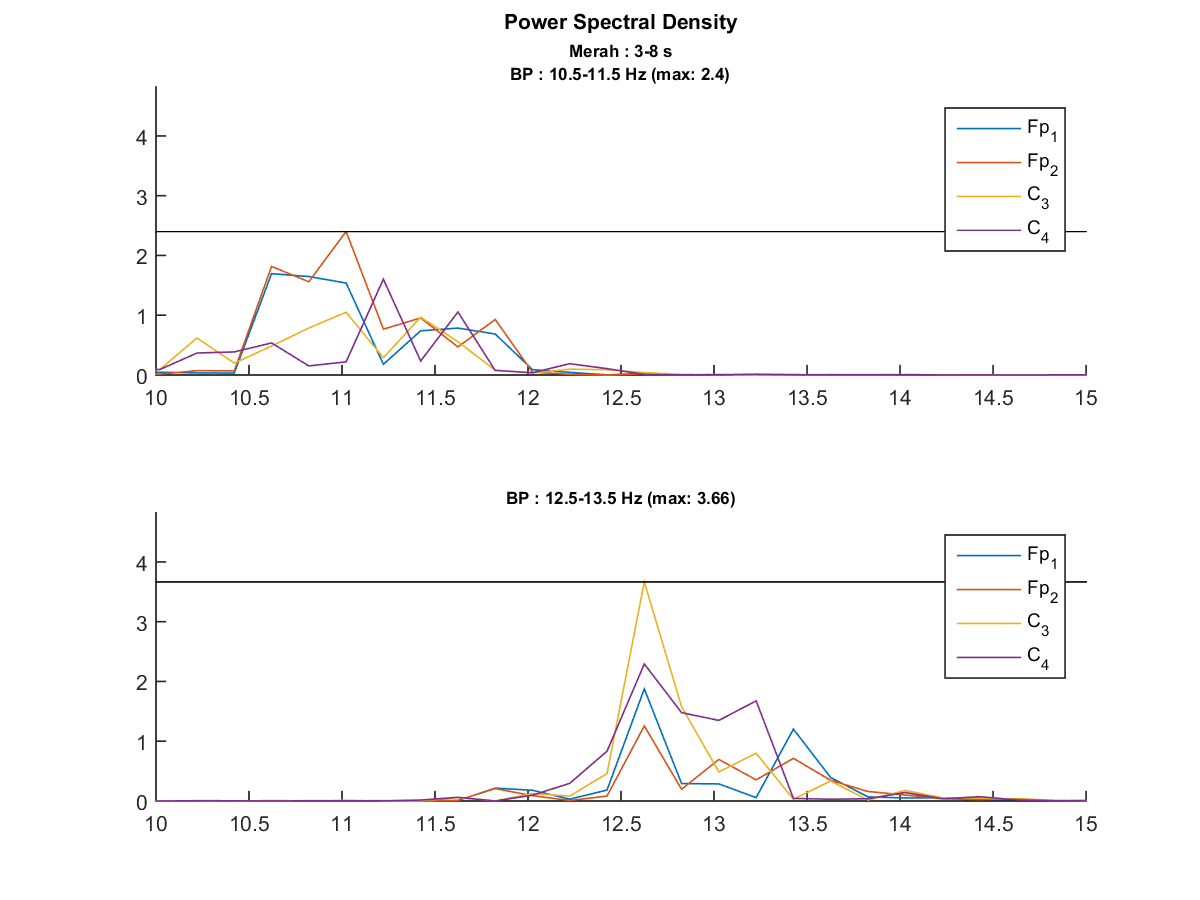 Power Spectral Density
Merah : 3-8 s
BP : 10.5-11.5 Hz (max: 2.4)
4
3
2
1
0
10 10.5 11 11.5 12 12.5 13 13.5 14 14.5 15
Fp1
Fp2
C3
C4
BP : 12.5-13.5 Hz (max: 3.66)
4
3
2
1
0
10 10.5 11 11.5 12 12.5 13 13.5 14 14.5 15
Fp1
Fp2
C3
C4